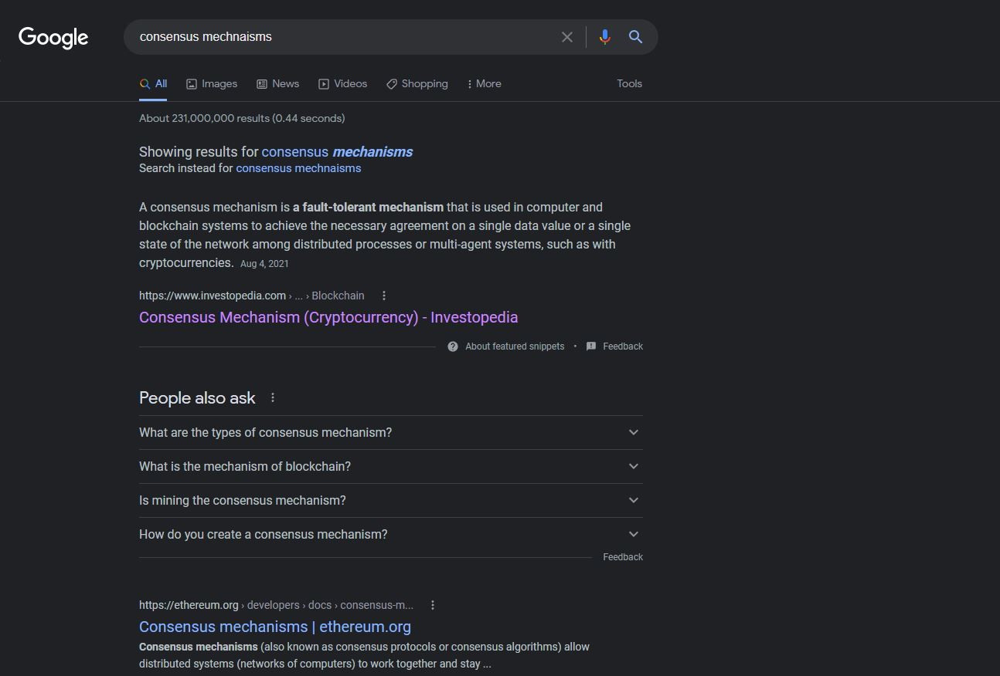 Google
consensus mechnaisms
All Images News Videos Shopping More Tools
About 231,000,000 results (0.44 seconds)
Showing results for consensus mechanisms
Search instead for consensus mechnaisms
A consensus mechanism is a fault-tolerant mechanism that is used in computer and
blockchain systems to achieve the necessary agreement on a single data value or a single
state of the network among distributed processes or multi-agent systems, such as with
cryptocurrencies. Aug 4, 2021
https://www.investopedia.com › ... › Blockchain
Consensus Mechanism (Cryptocurrency) - Investopedia
About featured snippets • Feedback
People also ask
What are the types of consensus mechanism?
What is the mechanism of blockchain?
Is mining the consensus mechanism?
How do you create a consensus mechanism?
Feedback
https://ethereum.org › developers › docs › consensus-m...
Consensus mechanisms | ethereum.org
Consensus mechanisms (also known as consensus protocols or consensus algorithms) allow
distributed systems (networks of computers) to work together and stay ...